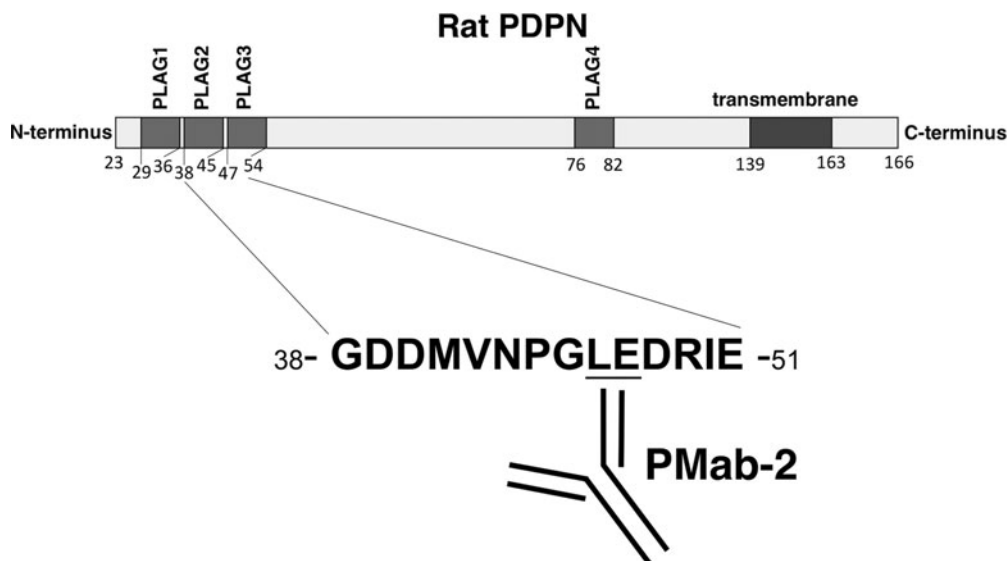 Rat PDPN
PLAG1 PLAG2 PLAG3 PLAG4
transmembrane
N-terminus C-terminus
23 29 36 38 45 47 54 76 82 139 163 166
38- GDDMVNPGLEDRIE -51
PMab-2